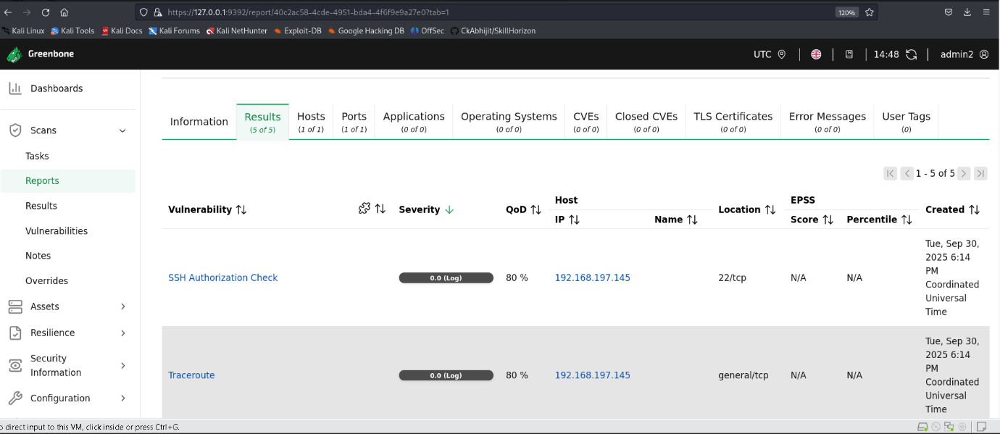 https://127.0.0.1:9392/report/40c2ac58-4cde-4951-bda4-4f6f9e9a27e0?tab=1
120%
Kali Linux Kali Tools Kali Docs Kali Forums Kali NetHunter Exploit-DB Google Hacking DB OffSec CkAbhijit/SkillHorizon
Greenbone
UTC 14:48 admin2
Dashboards
Scans
Tasks
Reports
Results
Vulnerabilities
Notes
Overrides
Assets
Resilience
Security
Information
Configuration
Information Results Hosts Ports Applications Operating Systems CVEs Closed CVEs TLS Certificates Error Messages User Tags
(5 of 5) (1 of 1) (1 of 1) (0 of 0) (0 of 0) (0 of 0) (0 of 0) (0 of 0) (0 of 0) (0)
1 - 5 of 5
Host EPSS
Vulnerability Severity QoD Location Created
IP Name Score Percentile
SSH Authorization Check 0.0 (Log) 80 % 192.168.197.145 22/tcp N/A N/A
Tue, Sep 30,
2025 6:14
PM
Coordinated
Universal
Time
Traceroute 0.0 (Log) 80 % 192.168.197.145 general/tcp N/A N/A
Tue, Sep 30,
2025 6:14
PM
Coordinated
Universal
Time
o direct input to this VM, click inside or press Ctrl+G.